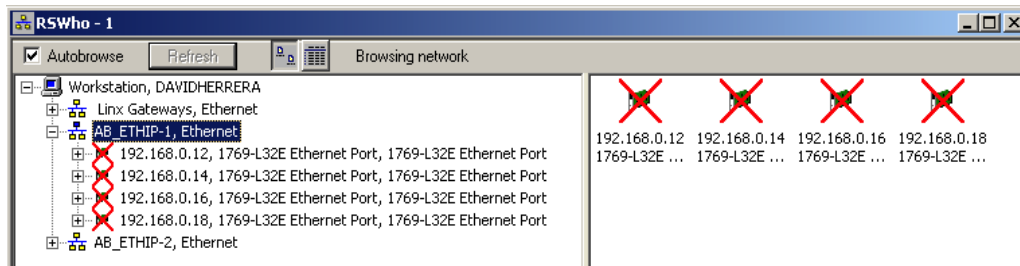 RSWho - 1
Autobrowse Refresh Browsing network
Workstation, DAVIDHERRERA
Linx Gateways, Ethernet
AB_ETHIP-1, Ethernet
192.168.0.12, 1769-L32E Ethernet Port, 1769-L32E Ethernet Port
192.168.0.14, 1769-L32E Ethernet Port, 1769-L32E Ethernet Port
192.168.0.16, 1769-L32E Ethernet Port, 1769-L32E Ethernet Port
192.168.0.18, 1769-L32E Ethernet Port, 1769-L32E Ethernet Port
AB_ETHIP-2, Ethernet
192.168.0.12 192.168.0.14 192.168.0.16 192.168.0.18
1769-L32E ... 1769-L32E ... 1769-L32E ... 1769-L32E ...